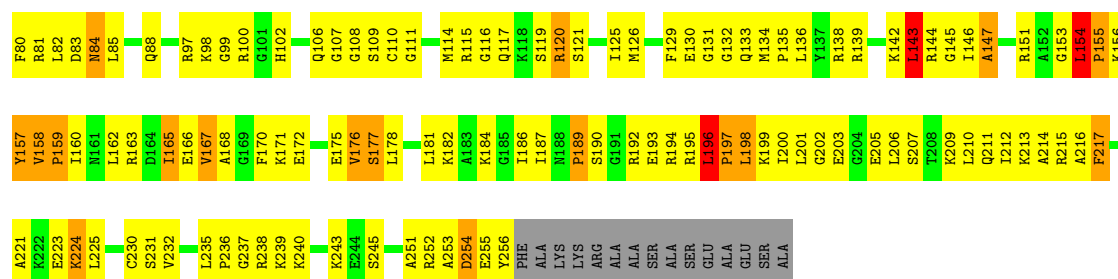 F80 R81 L82 D83 N84 L85 Q88 R97 K98 G99 R100 G101 H102 Q106 G107 G108 S109 C110 G111 M114 R115 G116 Q117 K118 S119 R120 S121 I125 M126 F129 E130 G131 G132 Q133 M134 P135 L136 Y137 R138 R139 K142 L143 R144 G145 I146 A147 R151 A152 G153 L154 P155 K156
Y157 V158 P159 I160 N161 L162 R163 D164 I165 E166 V167 A168 G169 F170 K171 E172 E175 V176 S177 L178 L181 K182 A183 K184 G185 I186 I187 N188 P189 S190 G191 R192 E193 R194 R195 L196 P197 L198 K199 I200 L201 G202 E203 G204 E205 L206 S207 T208 K209 L210 Q211 I212 K213 A214 R215 A216 F217
A221 K222 E223 K224 L225 C230 S231 V232 L235 P236 G237 R238 K239 K240 K243 E244 S245 A251 R252 A253 D254 E255 Y256 PHE ALA LYS LYS ARG ALA ALA SER ALA SER GLU ALA GLU SER ALA